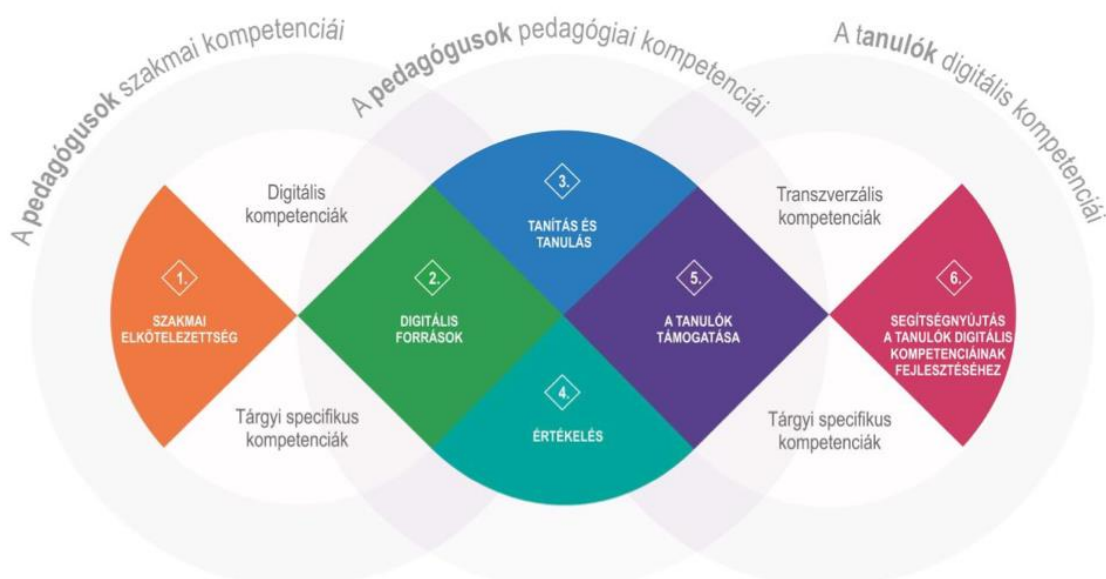 A pedagógusok szakmai kompetenciái
A pedagógusok pedagógiai kompetenciái
A tanulók digitális kompetenciái
Digitális
kompetenciák
Tárgyi specifikus
kompetenciák
1.
SZAKMAI
ELKÖTELEZETTSÉG
2.
DIGITÁLIS
FORRÁSOK
3.
TANÍTÁS ÉS
TANULÁS
4.
ÉRTÉKELÉS
5.
A TANULÓK
TÁMOGATÁSA
Transzverzális
kompetenciák
Tárgyi specifikus
kompetenciák
6.
SEGÍTSÉGNYÚJTÁS
A TANULÓK DIGITÁLIS
KOMPETENCIÁINAK
FEJLESZTÉSÉHEZ